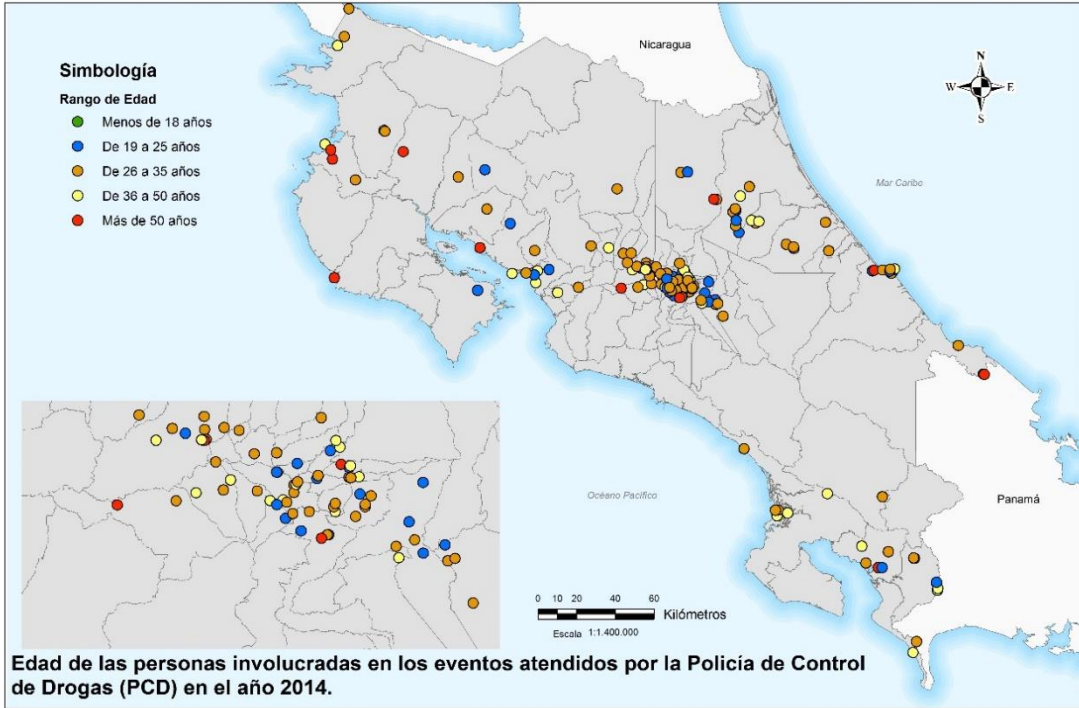 Nicaragua
Simbología
Rango de Edad
Menos de 18 años
De 19 a 25 años
De 26 a 35 años
De 36 a 50 años
Más de 50 años
N
W E
S
Mar Caribe
Océano Pacífico
Panamá
0 10 20 40 60
Kilómetros
Escala 1:1.400.000
Edad de las personas involucradas en los eventos atendidos por la Policía de Control
de Drogas (PCD) en el año 2014.